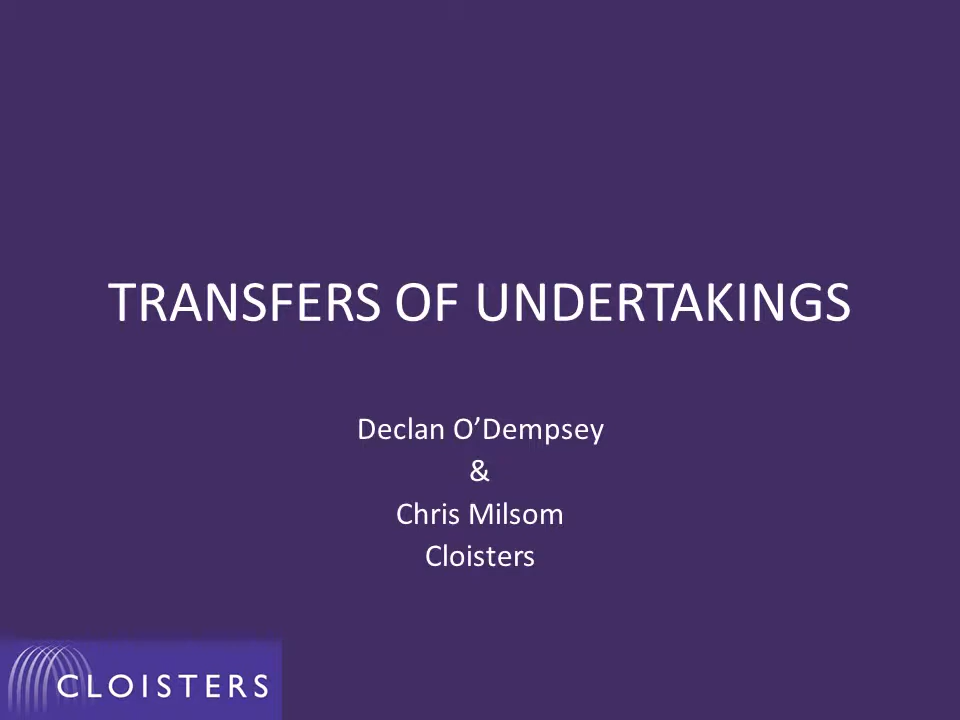 TRANSFERS OF UNDERTAKINGS
Declan O’Dempsey
&
Chris Milsom
Cloisters
CLOISTERS